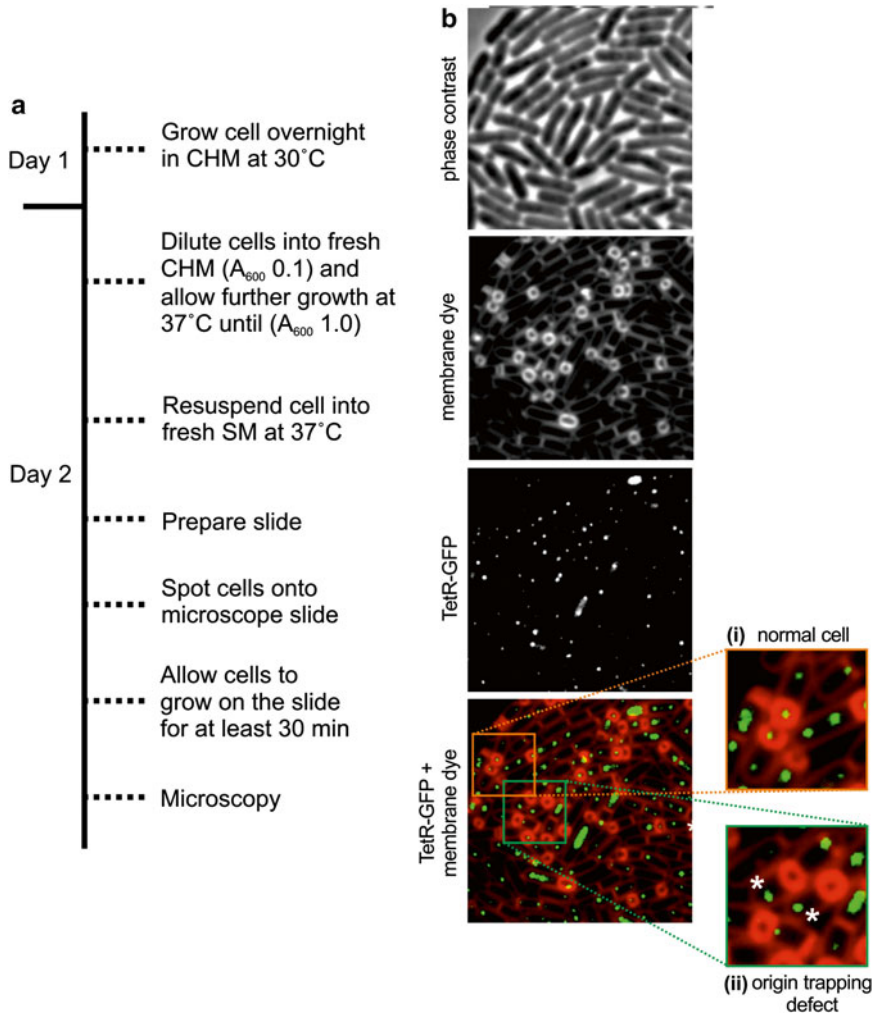 a
Day 1
Grow cell overnight
in CHM at 30˚C
Dilute cells into fresh
CHM (A600 0.1) and
allow further growth at
37˚C until (A600 1.0)
Resuspend cell into
fresh SM at 37˚C
Day 2
Prepare slide
Spot cells onto
microscope slide
Allow cells to
grow on the slide
for at least 30 min
Microscopy
b
phase contrast
membrane dye
TetR-GFP
TetR-GFP +
membrane dye
*
(i) normal cell
*
*
(ii) origin trapping
defect